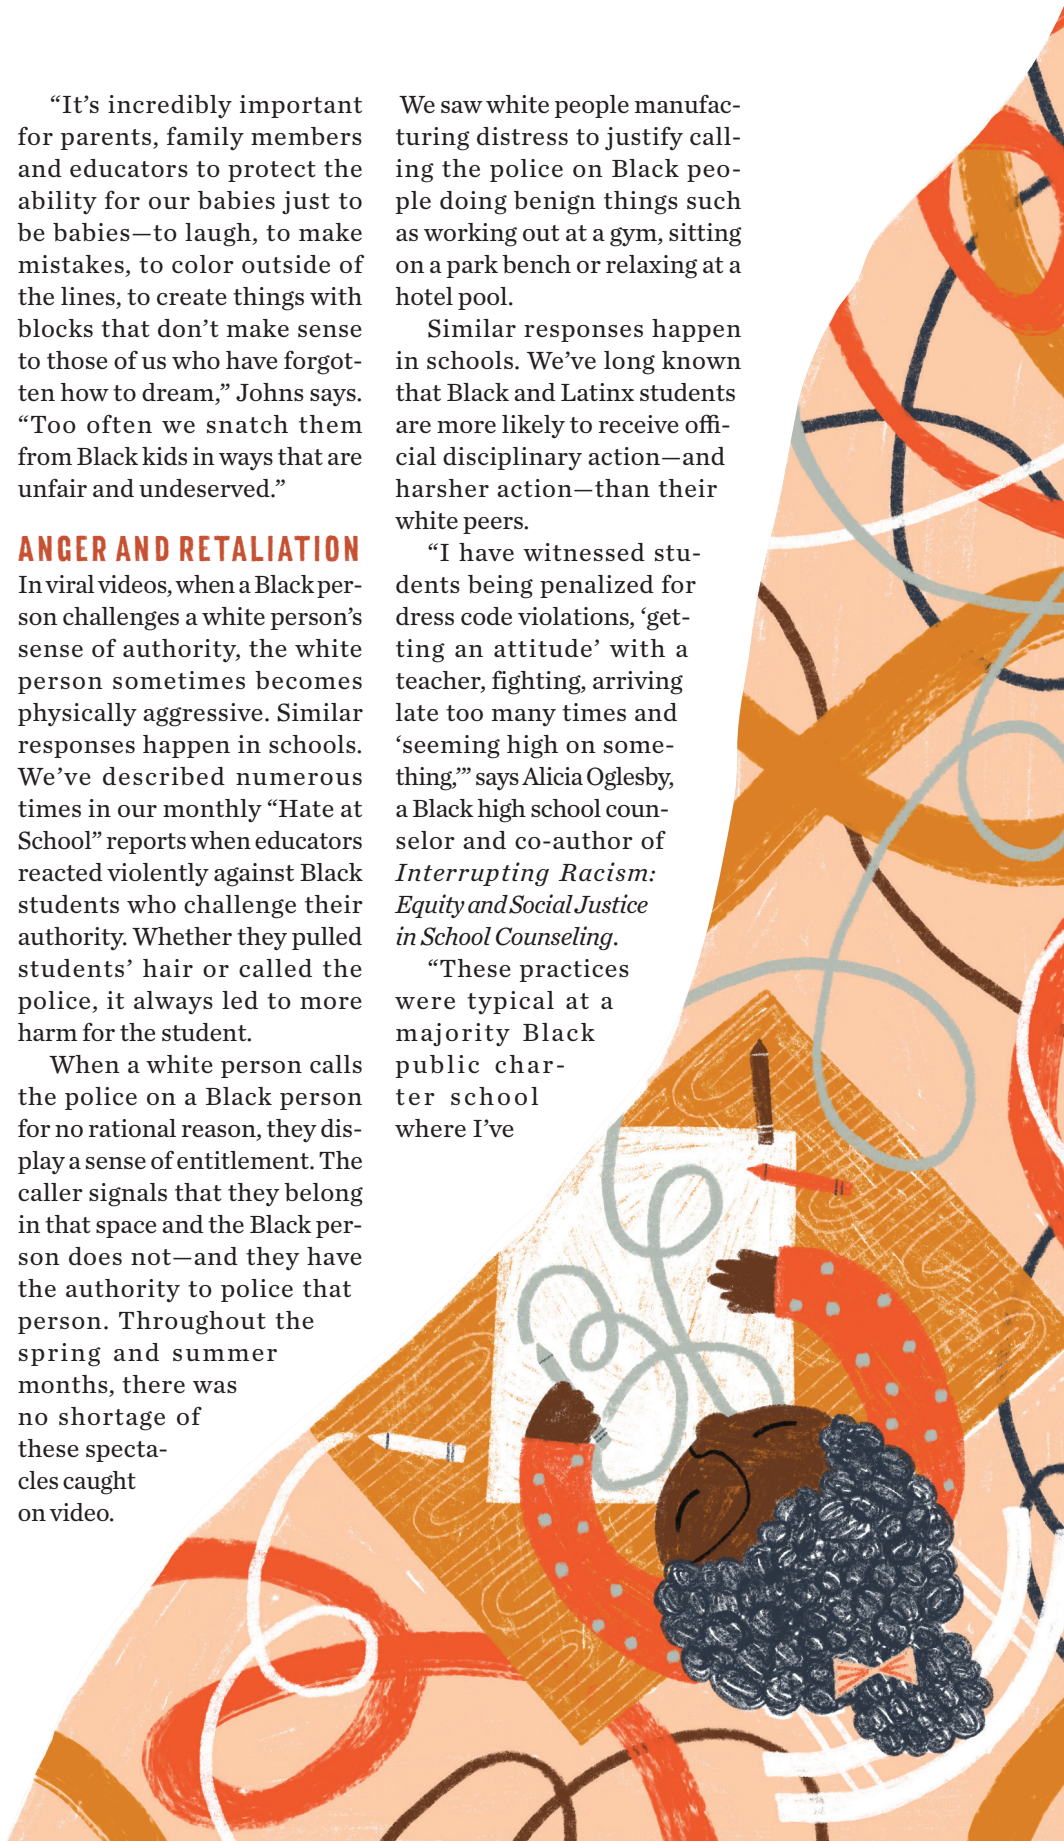 “It’s incredibly important
for parents, family members
and educators to protect the
ability for our babies just to
be babies—to laugh, to make
mistakes, to color outside of
the lines, to create things with
blocks that don’t make sense
to those of us who have forgot-
ten how to dream,” Johns says.
“Too often we snatch them
from Black kids in ways that are
unfair and undeserved.”
ANGER AND RETALIATION
In viral videos, when a Black per-
son challenges a white person’s
sense of authority, the white
person sometimes becomes
physically aggressive. Similar
responses happen in schools.
We’ve described numerous
times in our monthly “Hate at
School” reports when educators
reacted violently against Black
students who challenge their
authority. Whether they pulled
students’ hair or called the
police, it always led to more
harm for the student.
When a white person calls
the police on a Black person
for no rational reason, they dis-
play a sense of entitlement. The
caller signals that they belong
in that space and the Black per-
son does not—and they have
the authority to police that
person. Throughout the
spring and summer
months, there was
no shortage of
these specta-
cles caught
on video.
We saw white people manufac-
turing distress to justify call-
ing the police on Black peo-
ple doing benign things such
as working out at a gym, sitting
on a park bench or relaxing at a
hotel pool.
Similar responses happen
in schools. We’ve long known
that Black and Latinx students
are more likely to receive offi-
cial disciplinary action—and
harsher action—than their
white peers.
“I have witnessed stu-
dents being penalized for
dress code violations, ‘get-
ting an attitude’ with a
teacher, fighting, arriving
late too many times and
‘seeming high on some-
thing,’” says Alicia Oglesby,
a Black high school coun-
selor and co-author of
Interrupting Racism:
Equity and Social Justice
in School Counseling.
“These practices
were typical at a
majority Black
public char-
ter school
where I’ve